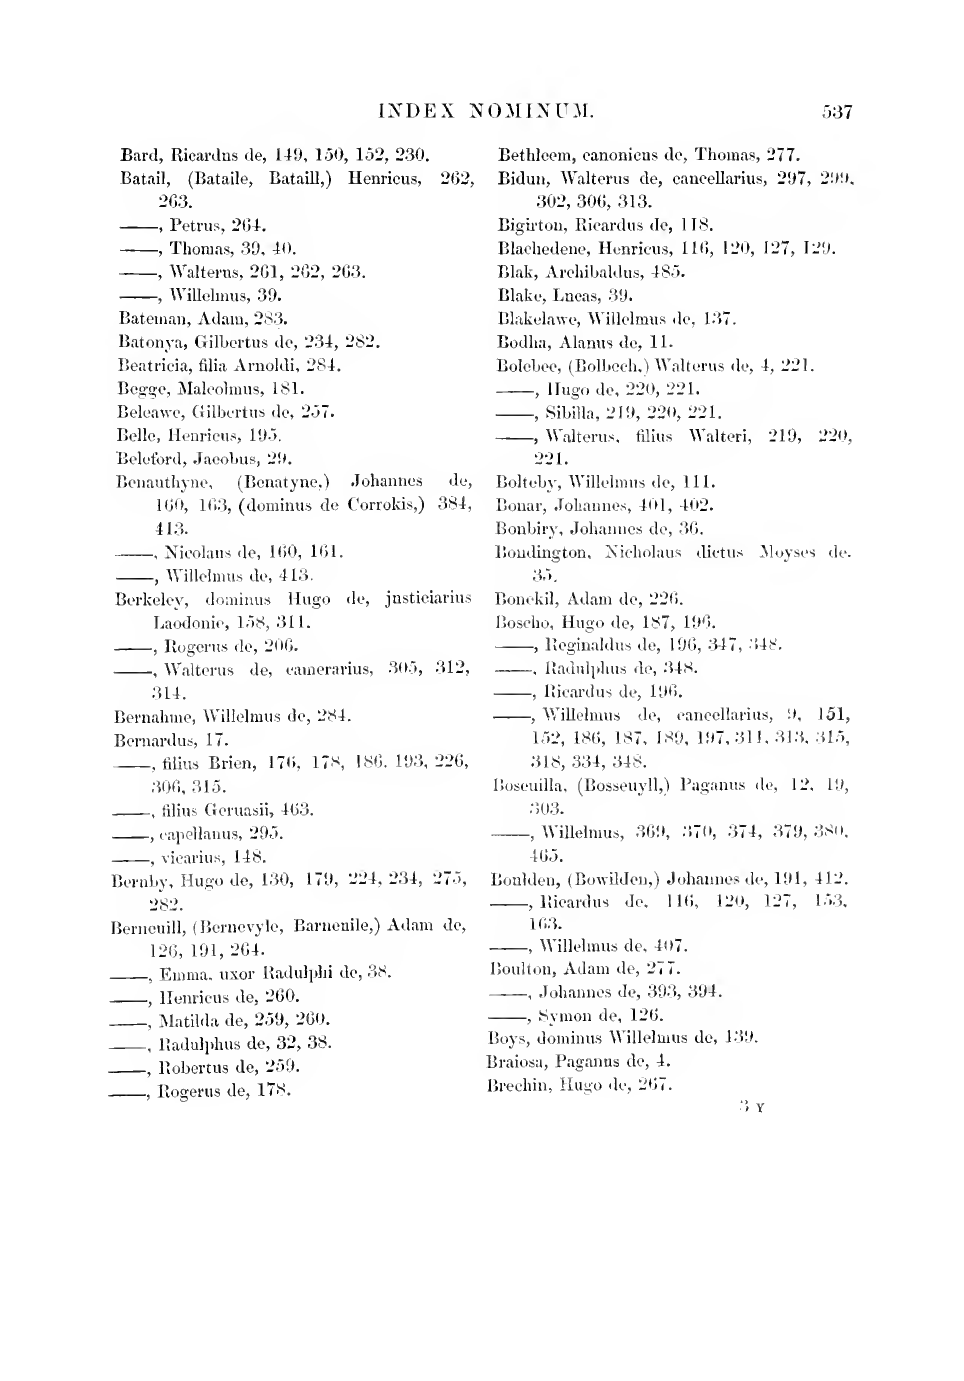 INDEX NOMINUM. 537
Bard, Ricardus de, 149, 150, 152, 230.
Batail, (Bataile, Bataill,) Henricus, 262,
263.
——, Petrus, 264.
——, Thomas, 39, 40.
——, Walterus, 261, 262, 263.
——, Willelmus, 39.
Bateman, Adam, 283.
Batonya, Gilbertus de, 234, 282.
Beatricia, filia Arnoldi, 284.
Begge, Malcolmus, 181.
Belcawe, Gilbertus de, 257.
Belle, Henricus, 195.
Beleford, Jacobus, 29.
Benauthyne, (Benatyne,) Johannes de,
160, 163, (dominus de Corrokis,) 384,
413.
——, Nicolaus de, 160, 161.
——, Willelmus de, 413.
Berkeley, dominus Hugo de, justiciarius
Laodonie, 158, 311.
——, Rogerus de, 206.
——, Walterus de, camerarius, 305, 312,
314.
Bernahme, Willelmus de, 284.
Bernardus, 17.
——, filius Brien, 176, 178, 186, 193, 226,
306, 315.
——, filius Geruasii, 463.
——, capellanus, 295.
——, vicarius, 148.
Bernby, Hugo de, 130, 179, 224, 234, 275,
282.
Berneuill, (Bernevyle, Barneuile,) Adam de,
126, 191, 264.
——, Emma, uxor Radulphi de, 38.
——, Henricus de, 260.
——, Matilda de, 259, 260.
——, Radulphus de, 32, 38.
——, Robertus de, 259.
——, Rogerus de, 178.
Bethleem, canonicus de, Thomas, 277.
Bidun, Walterus de, cancellarius, 297, 299,
302, 306, 313.
Bigirton, Ricardus de, 118.
Blachedene, Henricus, 116, 120, 127, 129.
Blak, Archibaldus, 485.
Blake, Lucas, 39.
Blakelawe, Willelmus de, 137.
Bodha, Alanus de, 11.
Bolebec, (Bolbech,) Walterus de, 4, 221.
——, Hugo de, 220, 221.
——, Sibilla, 219, 220, 221.
——, Walterus, filius Walteri, 219, 220,
221.
Bolteby, Willelmus de, 111.
Bonar, Johannes, 401, 402.
Bonbiry, Johannes de, 36.
Bondington, Nicholaus dictus Moyses de,
35.
Bonekil, Adam de, 226.
Boscho, Hugo de, 187, 196.
——, Reginaldus de, 196, 347, 348.
——, Radulphus de, 348.
——, Ricardus de, 196.
——, Willelmus de, cancellarius, 9, 151,
152, 186, 187, 189, 197, 311, 313, 315,
318, 334, 348.
Boscuilla, (Bosseuyll,) Paganus de, 12, 19,
303.
——, Willelmus, 369, 370, 374, 379, 380,
465.
Boulden, (Bowilden,) Johannes de, 191, 412.
——, Ricardus de, 116, 120, 127, 153,
163.
——, Willelmus de, 407.
Boulton, Adam de, 277.
——, Johannes de, 393, 394.
——, Symon de, 126.
Boys, dominus Willelmus de, 139.
Braiosa, Paganus de, 4.
Brechin, Hugo de, 267.
3 Y